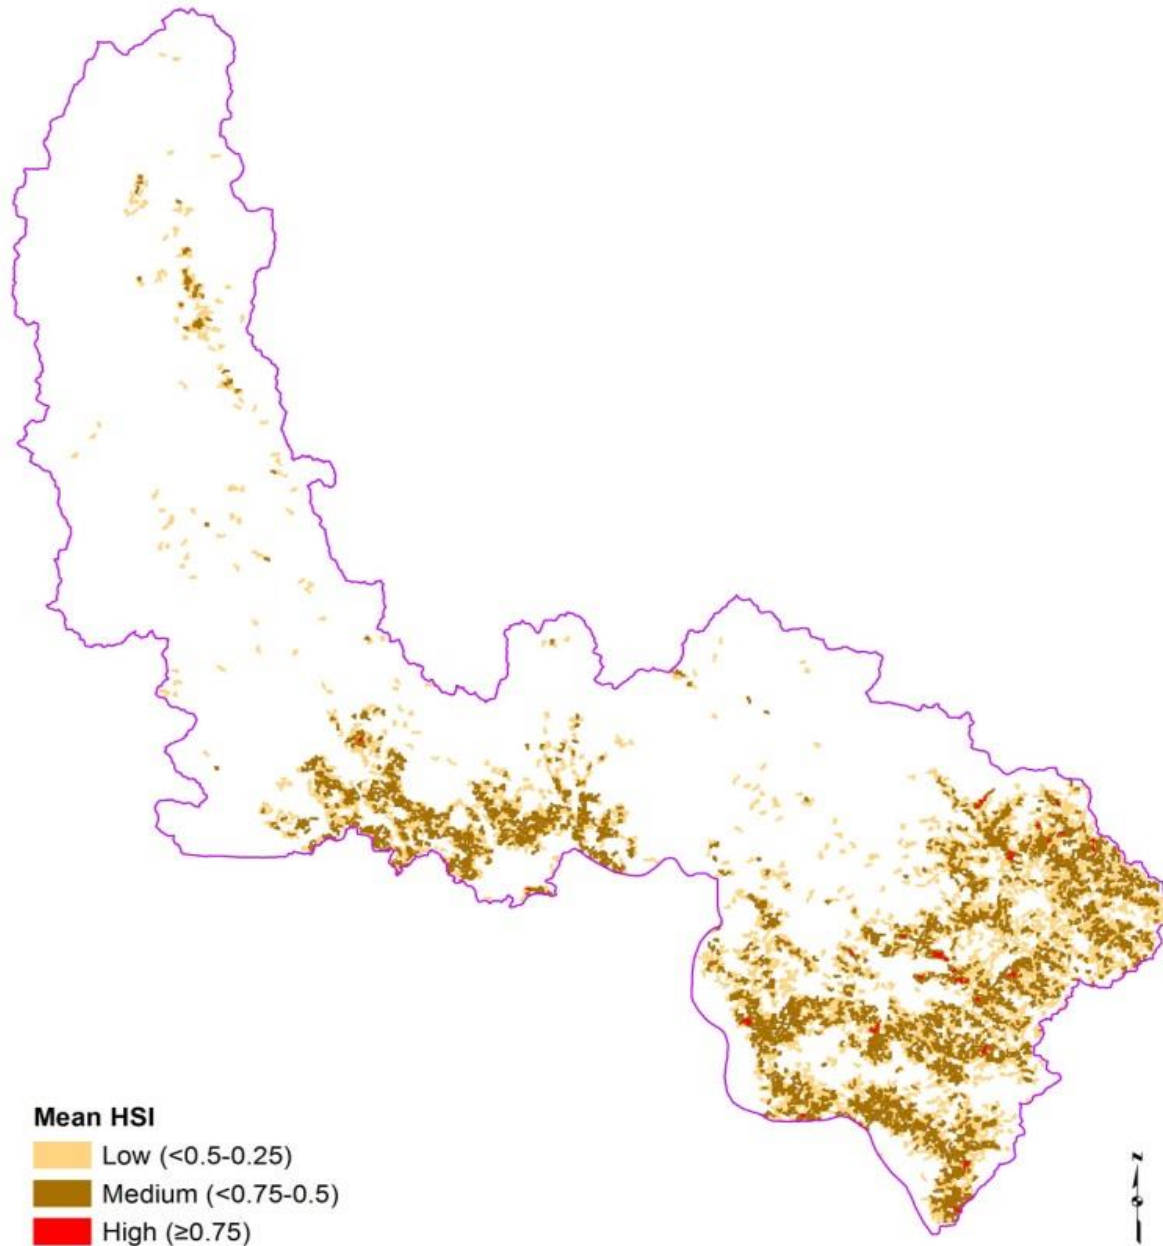 Mean HSI
Low (<0.5-0.25)
Medium (<0.75-0.5)
High (≥0.75)
N